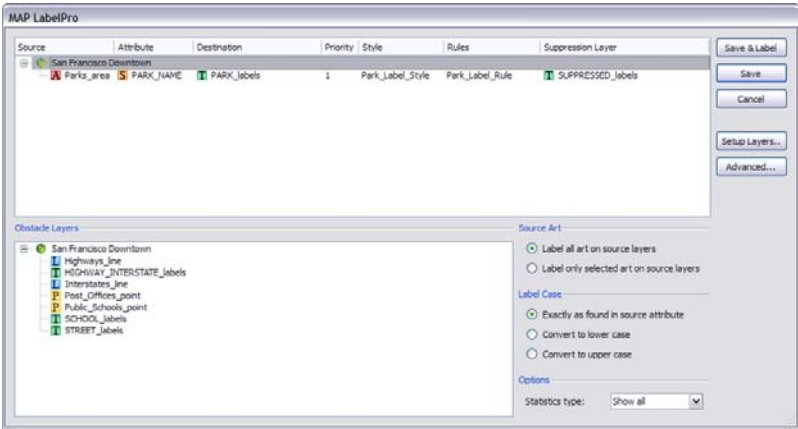 MAP LabelPro
Source Attribute Destination Priority Style Rules Suppression Layer
San Francisco Downtown
A Parks_area S PARK_NAME T PARK_labels 1 Park_Label_Style Park_Label_Rule T SUPPRESSED_labels
Save & Label
Save
Cancel
Setup Layers..
Advanced...
Obstacle Layers
San Francisco Downtown
L Highways_line
T HIGHWAY_INTERSTATE_labels
L Interstates_line
P Post_Offices_point
P Public_Schools_point
T SCHOOL_labels
T STREET_labels
Source Art
Label all art on source layers
Label only selected art on source layers
Label Case
Exactly as found in source attribute
Convert to lower case
Convert to upper case
Options
Statistics type: Show all